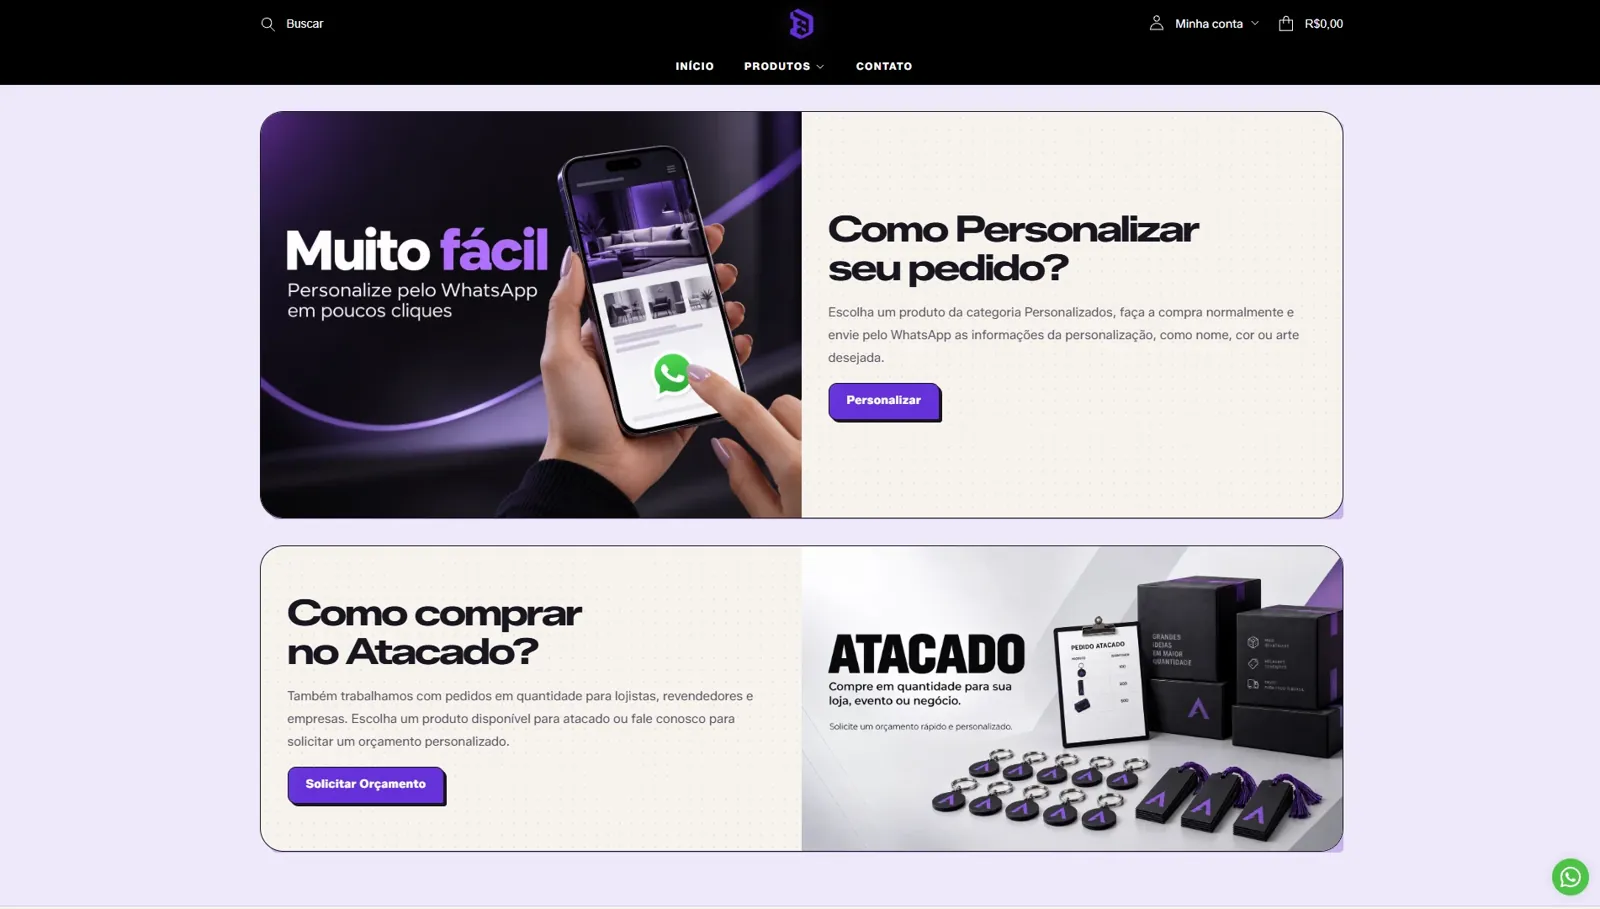 Buscar
Minha conta
R$0,00
INÍCIO
PRODUTOS
CONTATO
Muito fácil
Personalize pelo WhatsApp
em poucos cliques
Como Personalizar
seu pedido?
Escolha um produto da categoria Personalizados, faça a compra normalmente e
envie pelo WhatsApp as informações da personalização, como nome, cor ou arte
desejada.
Personalizar
Como comprar
no Atacado?
Também trabalhamos com pedidos em quantidade para lojistas, revendedores e
empresas. Escolha um produto disponível para atacado ou fale conosco para
solicitar um orçamento personalizado.
Solicitar Orçamento
ATACADO
Compre em quantidade para sua
loja, evento ou negócio.
Solicite um orçamento rápido e personalizado.
PEDIDO ATACADO
GRANDES
IDEIAS
EM MAIOR
QUANTIDADE